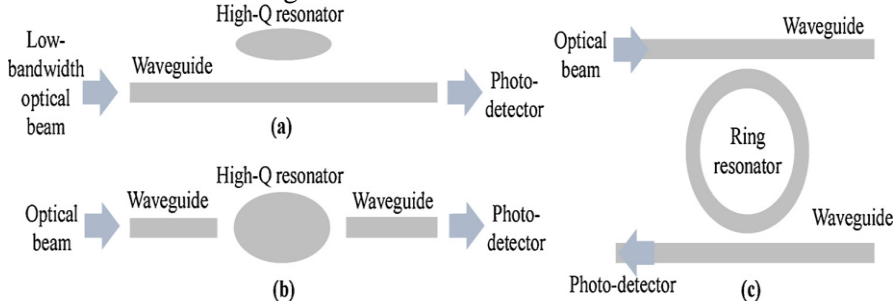 High-Q resonator
Low-
bandwidth
optical
beam
Waveguide
Photo-
detector
(a)
High-Q resonator
Optical
beam
Waveguide
Waveguide
Photo-
detector
(b)
Waveguide
Optical
beam
Ring
resonator
Waveguide
Photo-detector
(c)